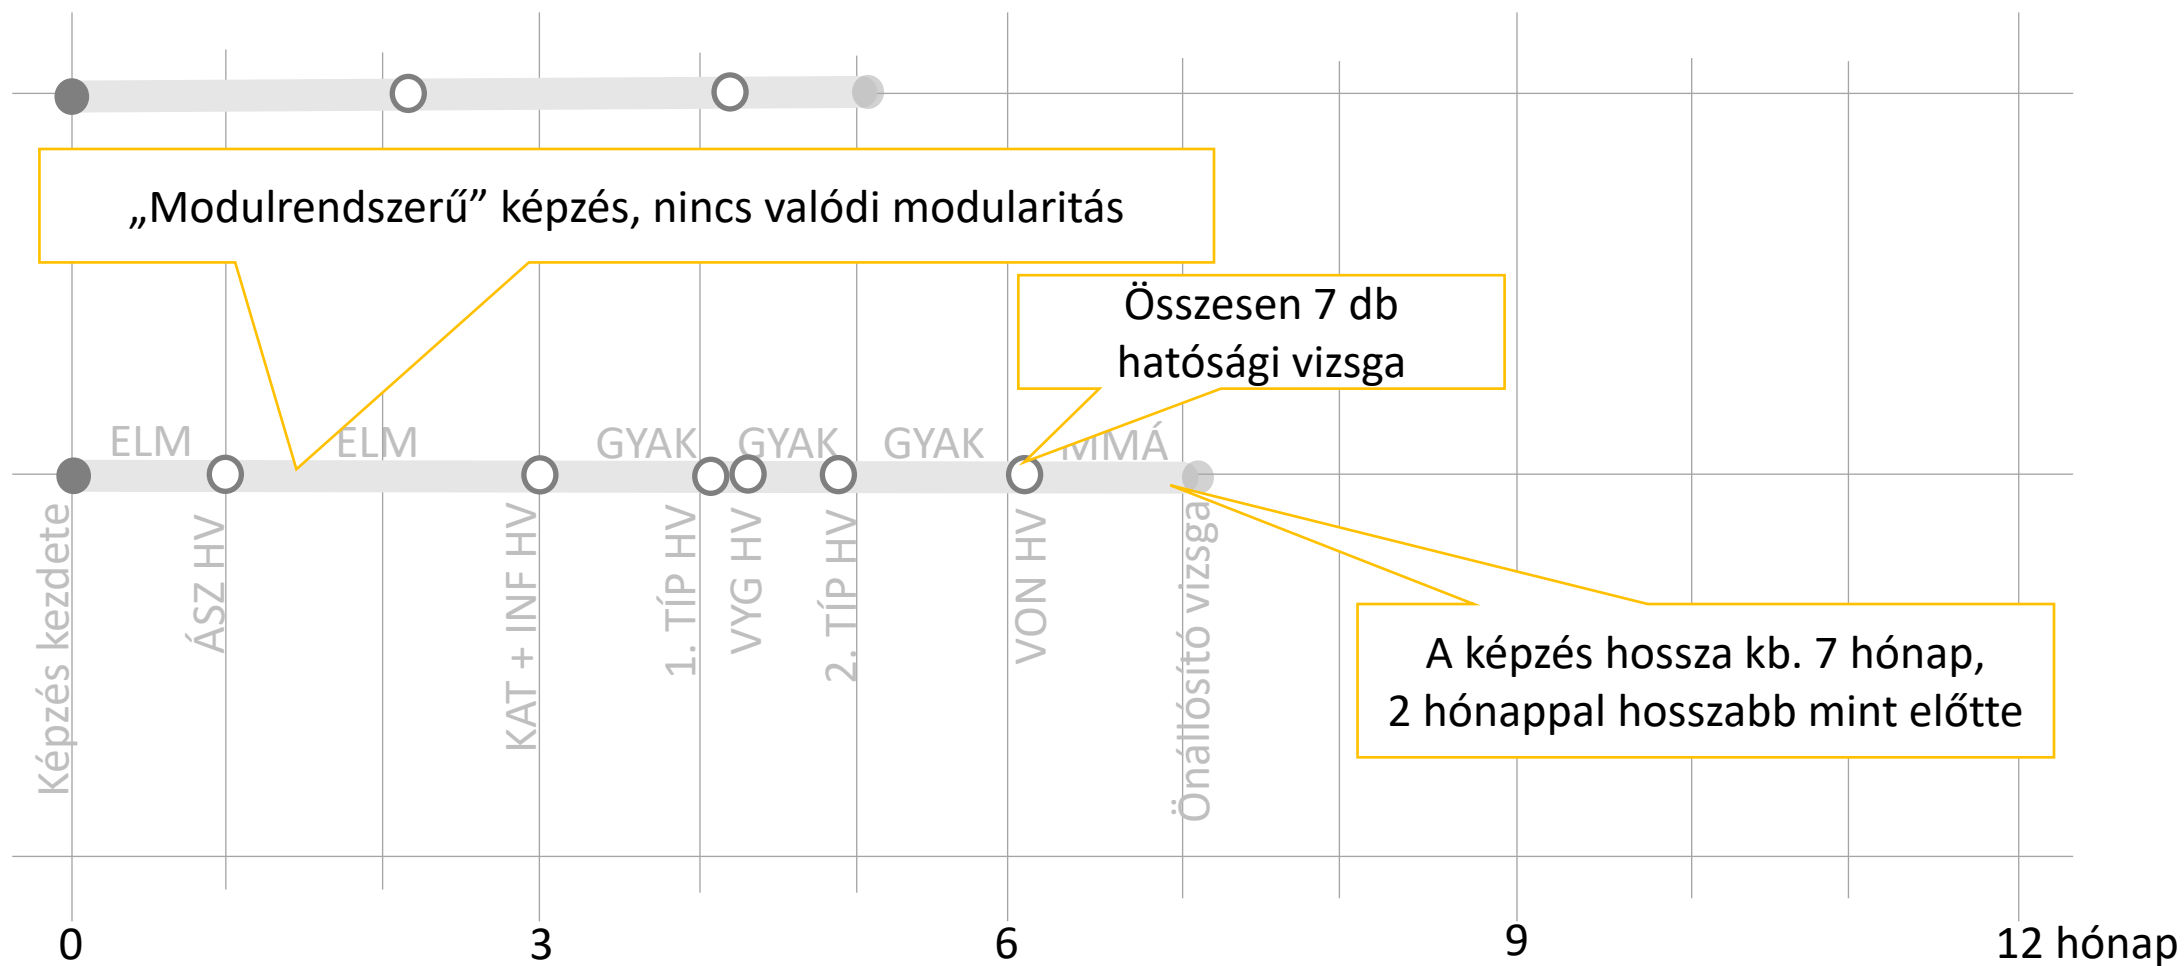 „Modulrendszerű” képzés, nincs valódi modularitás
Összesen 7 db
hatósági vizsga
ELM
ELM
GYAK
GYAK
GYAK
MMÁ
Képzés kezdete
ÁSZ HV
KAT + INF HV
1. TÍP HV
VYG HV
2. TÍP HV
VON HV
Önállósító vizsga
A képzés hossza kb. 7 hónap,
2 hónappal hosszabb mint előtte
0
3
6
9
12 hónap